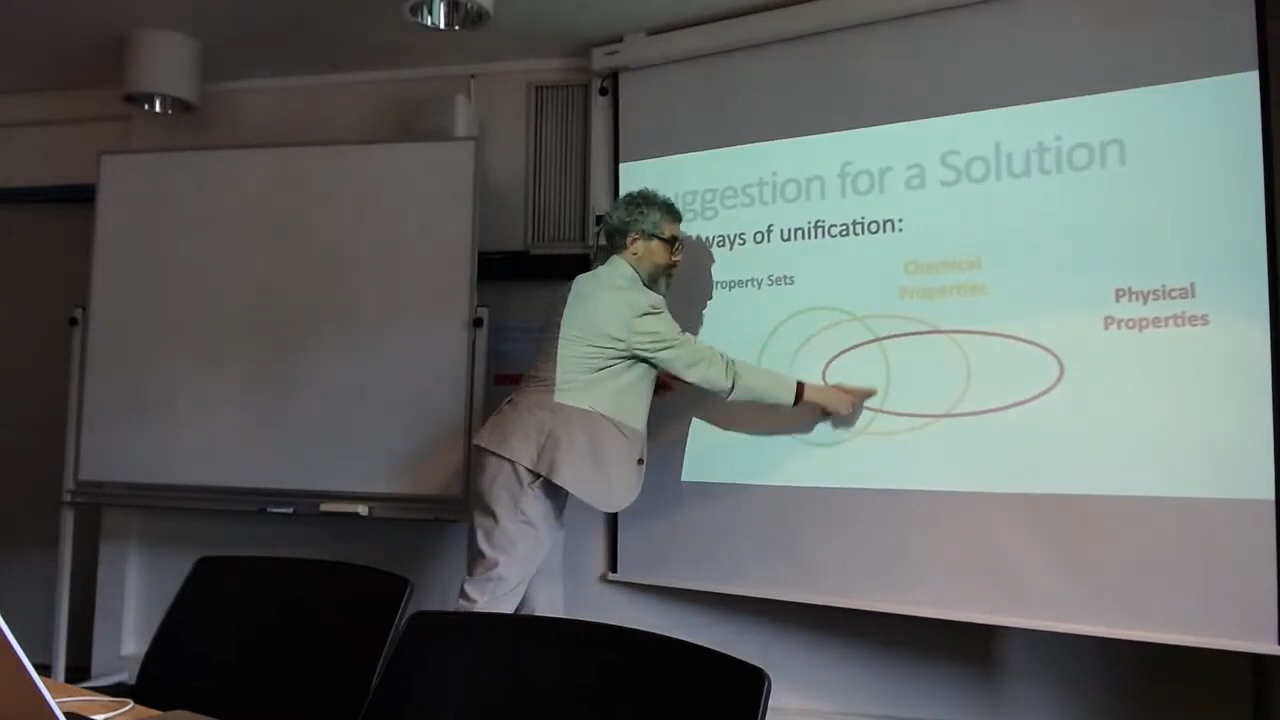 uggestion for a Solution
ways of unification:
roperty Sets
Chemical
Properties
Physical
Properties